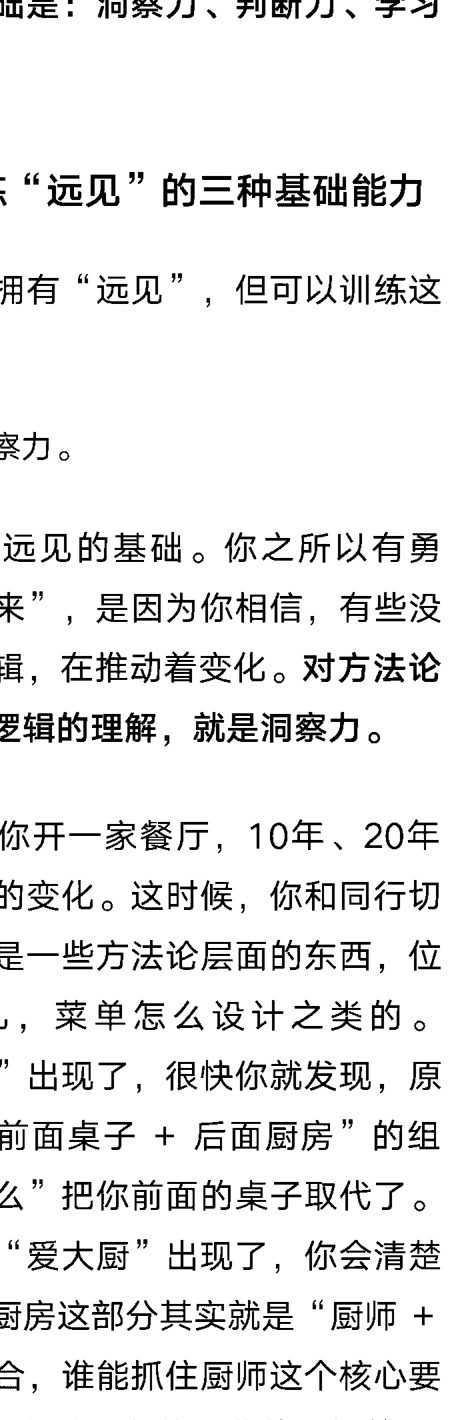 础是：洞察力、判断力、学习
“远见”的三种基础能力
拥有“远见”，但可以训练这
察力。
远见的基础。你之所以有勇
来”，是因为你相信，有些没
辑，在推动着变化。对方法论
逻辑的理解，就是洞察力。
你开一家餐厅，10年、20年
的变化。这时候，你和同行切
是一些方法论层面的东西，位
，菜单怎么设计之类的。
”出现了，很快你就发现，原
前面桌子 + 后面厨房”的组
么”把你前面的桌子取代了。
“爱大厨”出现了，你会清楚
厨房这部分其实就是“厨师 +
合，谁能抓住厨师这个核心要